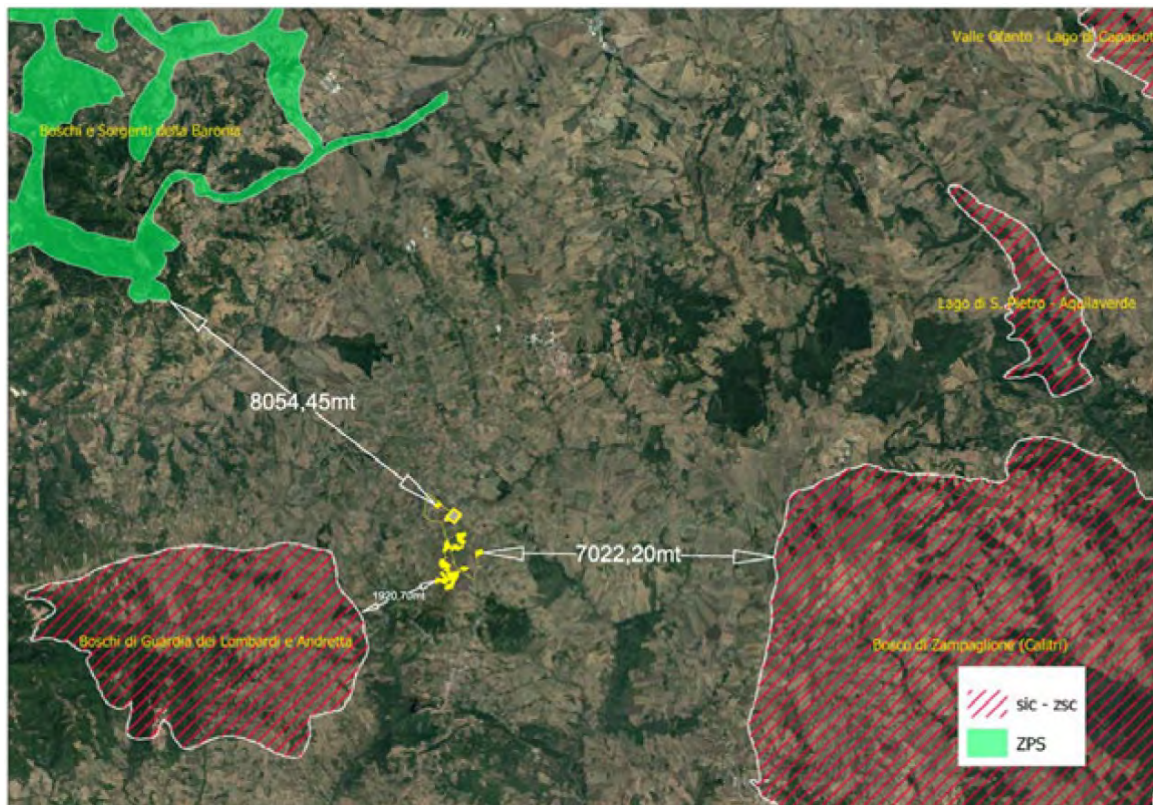 Valle Ofanto - Lago di Capaciot
Boschi e Sorgenti della Baronia
Lago di S. Pietro - Aquilaverde
8054,45mt
7022,20mt
1920,70mt
Boschi di Guardia dei Lombardi e Andretta
Bosco di Zampaglione (Calitri)
sic - zsc
ZPS